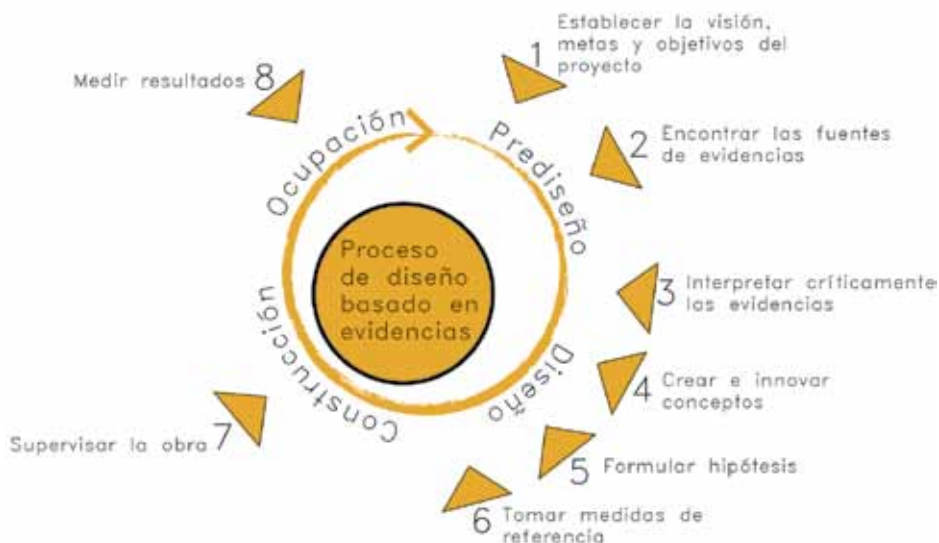 Proceso
de diseño
basado en
evidencias
Prediseño
Diseño
Construcción
Ocupación
1 Establecer la visión,
metas y objetivos del
proyecto
2 Encontrar las fuentes
de evidencias
3 Interpretar críticamente
las evidencias
4 Crear e innovar
conceptos
5 Formular hipótesis
6 Tomar medidas de
referencia
Supervisar la obra 7
Medir resultados 8